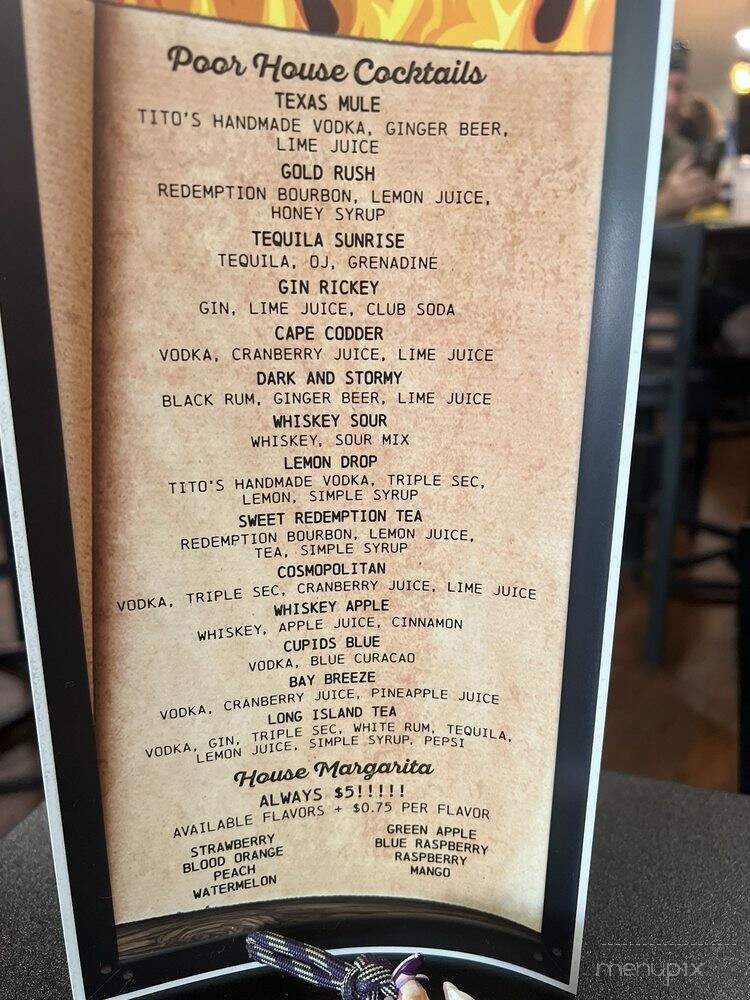 Poor House Cocktails
TEXAS MULE
TITO'S HANDMADE VODKA, GINGER BEER,
LIME JUICE
GOLD RUSH
REDEMPTION BOURBON, LEMON JUICE,
HONEY SYRUP
TEQUILA SUNRISE
TEQUILA, OJ, GRENADINE
GIN RICKEY
GIN, LIME JUICE, CLUB SODA
CAPE CODDER
VODKA, CRANBERRY JUICE, LIME JUICE
DARK AND STORMY
BLACK RUM, GINGER BEER, LIME JUICE
WHISKEY SOUR
WHISKEY, SOUR MIX
LEMON DROP
TITO'S HANDMADE VODKA, TRIPLE SEC,
LEMON, SIMPLE SYRUP
SWEET REDEMPTION TEA
REDEMPTION BOURBON, LEMON JUICE,
TEA, SIMPLE SYRUP
COSMOPOLITAN
VODKA, TRIPLE SEC, CRANBERRY JUICE, LIME JUICE
WHISKEY APPLE
WHISKEY, APPLE JUICE, CINNAMON
CUPIDS BLUE
VODKA, BLUE CURACAO
BAY BREEZE
VODKA, CRANBERRY JUICE, PINEAPPLE JUICE
LONG ISLAND TEA
VODKA, GIN, TRIPLE SEC, WHITE RUM, TEQUILA,
LEMON JUICE, SIMPLE SYRUP, PEPSI
House Margarita
ALWAYS $5!!!!!
AVAILABLE FLAVORS + $0.75 PER FLAVOR
STRAWBERRY
BLOOD ORANGE
PEACH
WATERMELON
GREEN APPLE
BLUE RASPBERRY
RASPBERRY
MANGO
menupix